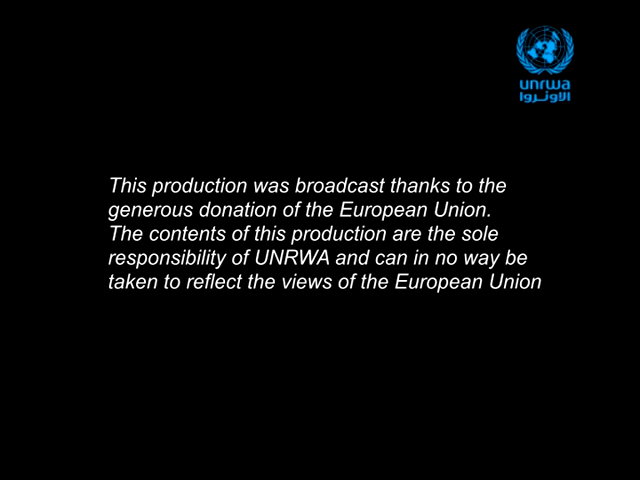 unrwa
الاونروا
This production was broadcast thanks to the
generous donation of the European Union.
The contents of this production are the sole
responsibility of UNRWA and can in no way be
taken to reflect the views of the European Union